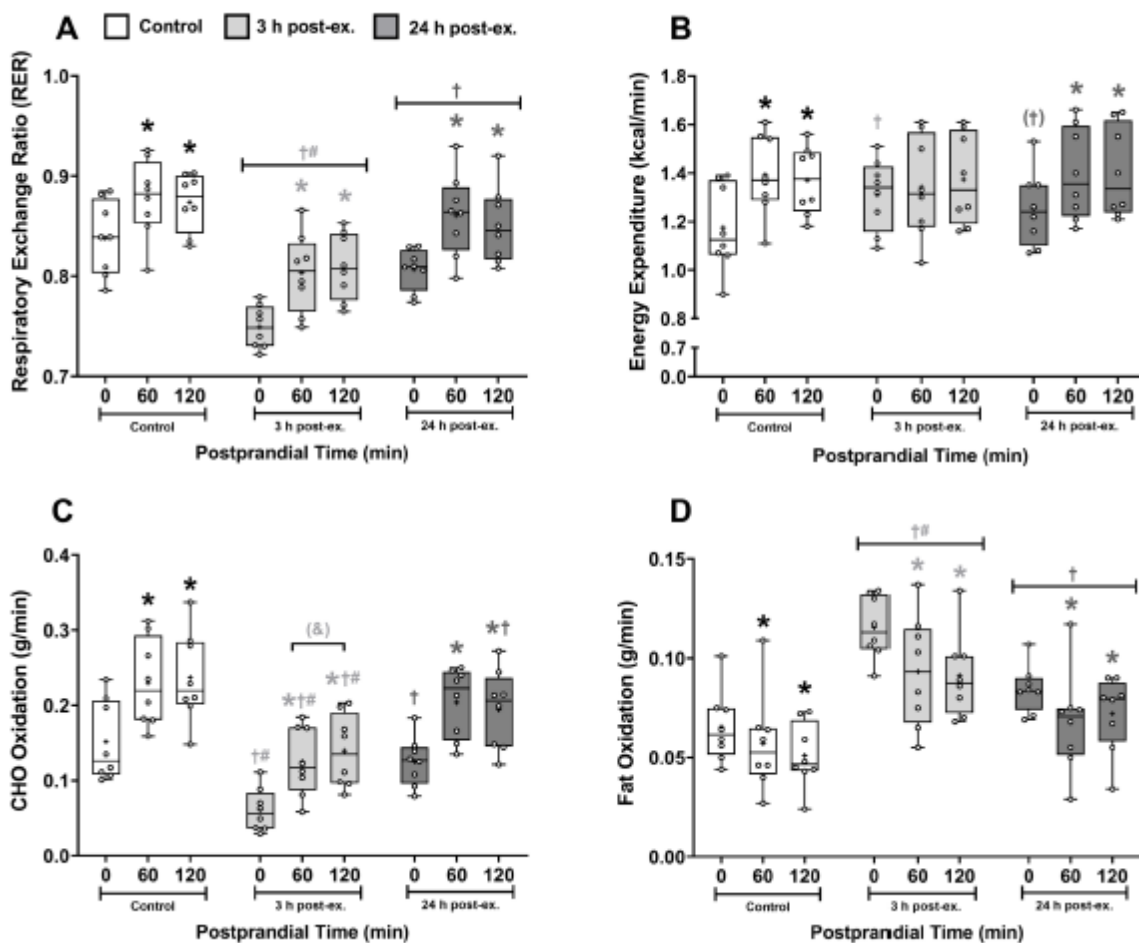 A
Control
3 h post-ex.
24 h post-ex.
Respiratory Exchange Ratio (RER)
1.0
0.9
0.8
0.7
*
*
†#
*
*
†
*
*
0 60 120 0 60 120 0 60 120
Control 3 h post-ex. 24 h post-ex.
Postprandial Time (min)
B
Energy Expenditure (kcal/min)
1.8
1.6
1.4
1.2
1.0
1.8
0.7
0.0
*
*
†
(†)
*
*
0 60 120 0 60 120 0 60 120
Control 3 h post-ex. 24 h post-ex.
Postprandial Time (min)
C
CHO Oxidation (g/min)
0.4
0.3
0.2
0.1
0.0
*
*
†#
(&)
*†#
*†#
†
*
*†
0 60 120 0 60 120 0 60 120
Control 3 h post-ex. 24 h post-ex.
Postprandial Time (min)
D
Fat Oxidation (g/min)
0.15
0.10
0.05
0.00
*
*
†#
*
*
†
*
*
0 60 120 0 60 120 0 60 120
Control 3 h post-ex. 24 h post-ex.
Postprandial Time (min)